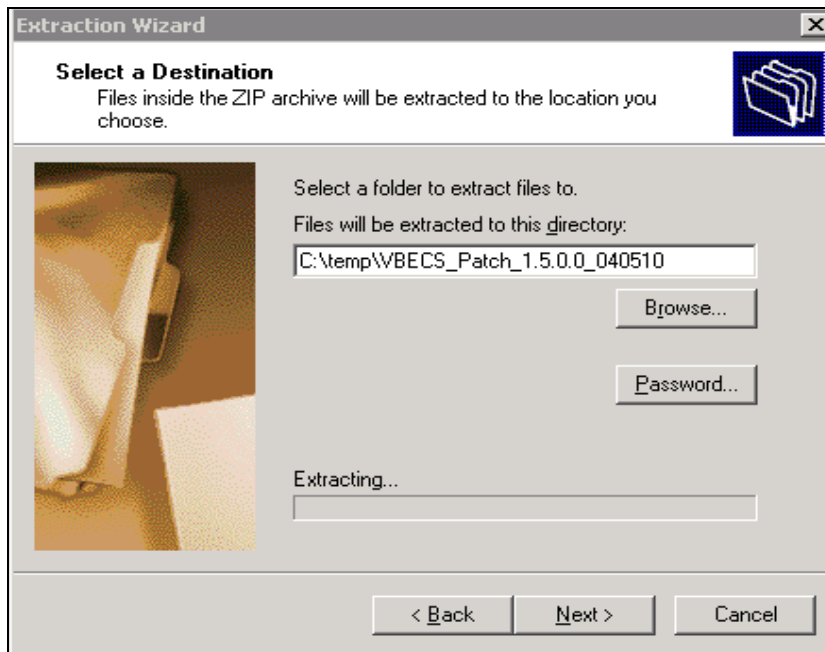 Extraction Wizard
Select a Destination
Files inside the ZIP archive will be extracted to the location you
choose.
Select a folder to extract files to.
Files will be extracted to this directory:
C:\temp\VBECS_Patch_1.5.0.0_040510
Browse...
Password...
Extracting...
< Back
Next >
Cancel